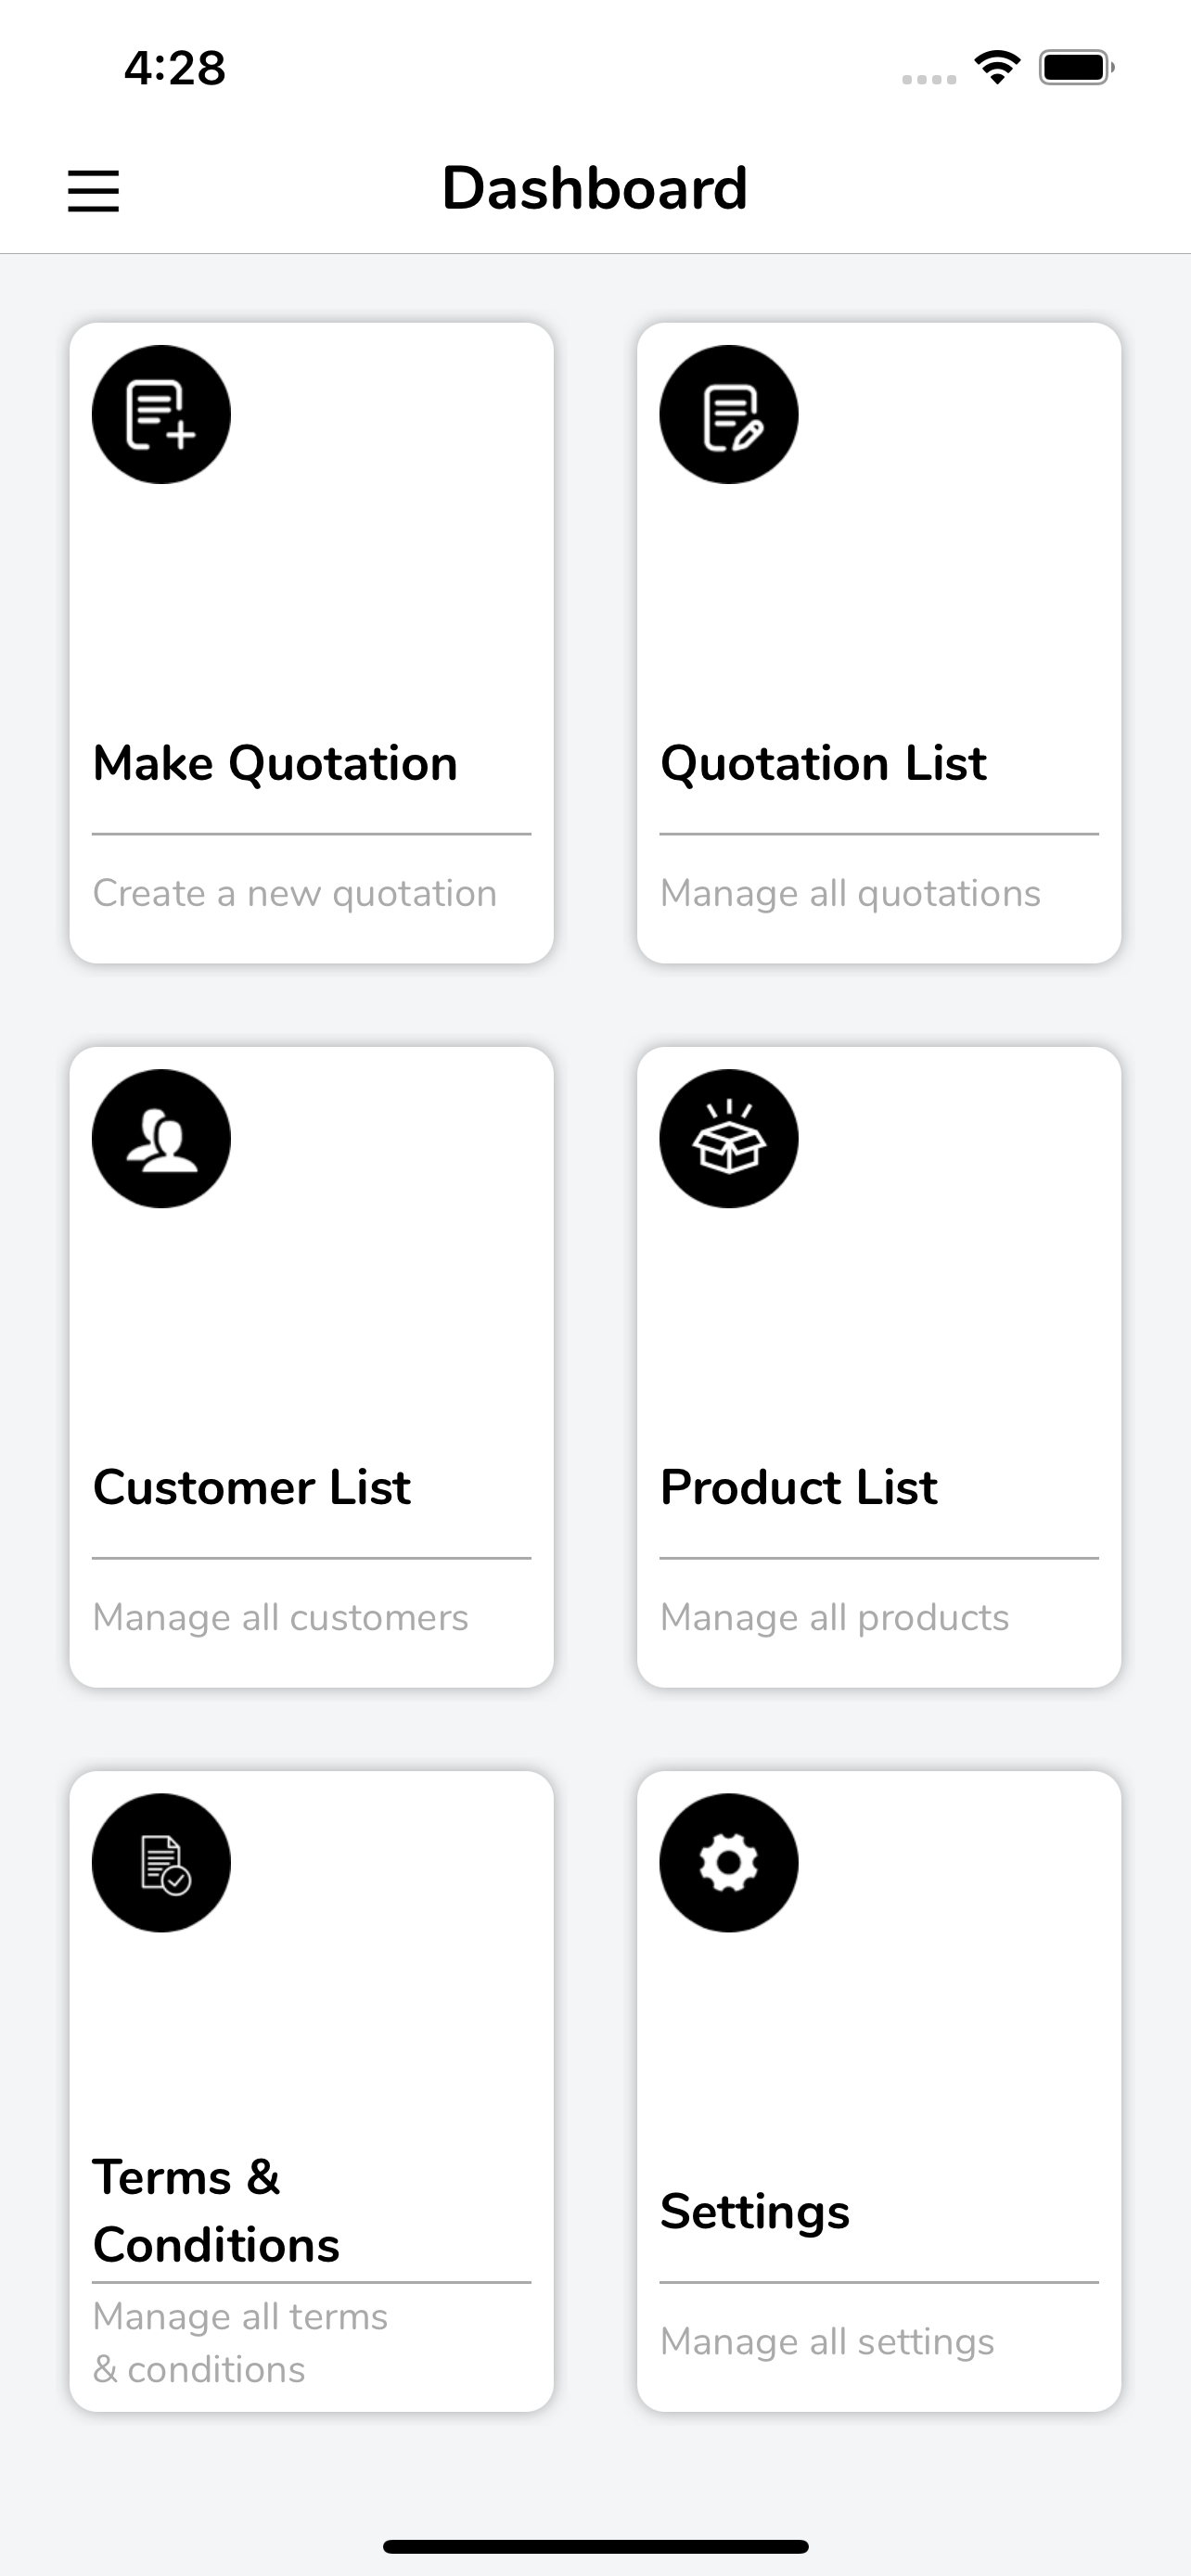 4:28
Dashboard
Make Quotation
Create a new quotation
Quotation List
Manage all quotations
Customer List
Manage all customers
Product List
Manage all products
Terms &
Conditions
Manage all terms
& conditions
Settings
Manage all settings